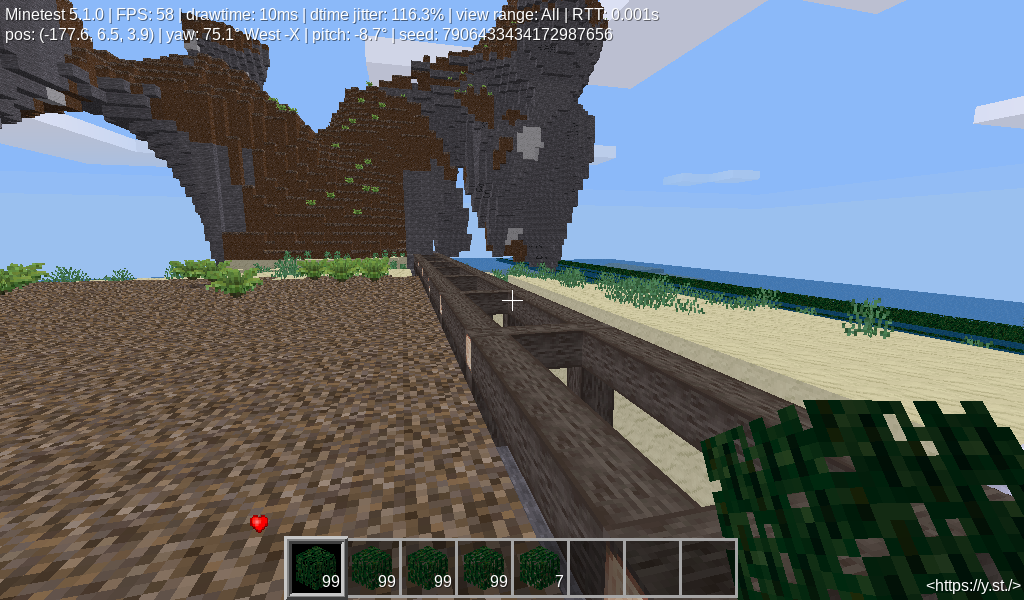 Minetest 5.1.0 | FPS: 58 | drawtime: 10ms | dtime jitter: 116.3% | view range: All | RTT: 0.001s
pos: (-177.6, 6.5, 3.9) | yaw: 75.1° West -X | pitch: -8.7° | seed: 7906433434172987656
99 99 99 99 7
<https://y.st./>